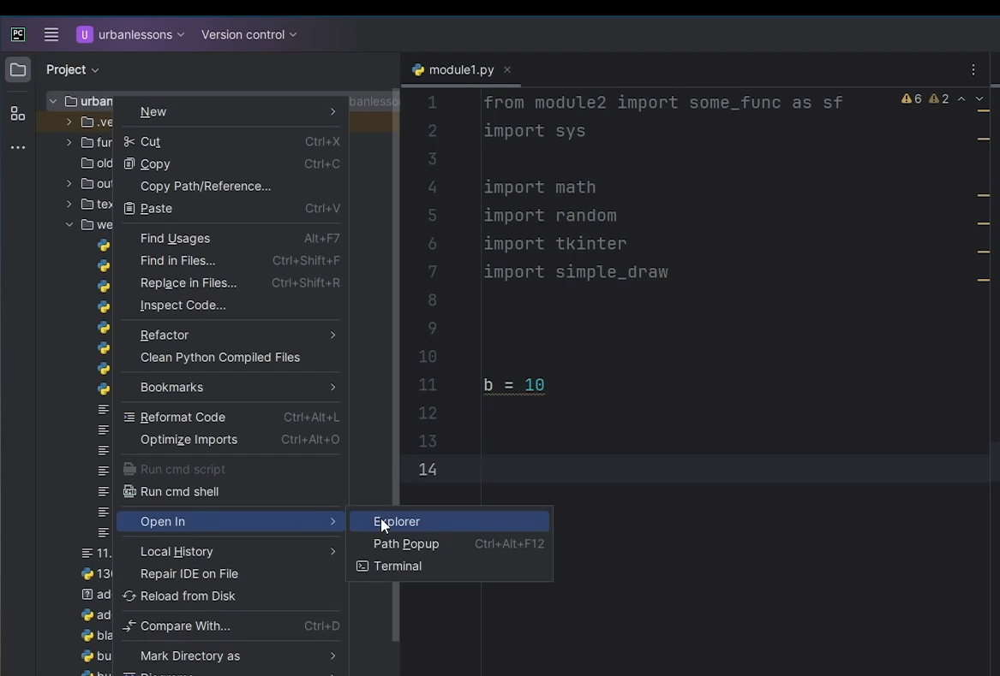 PC
U urbanlessons Version control
Project
module1.py
urban
banlesso
.ve
fur
old
ou
tex
we
11.
13
ad
ad
bla
bu
bu
New
Cut Ctrl+X
Copy Ctrl+C
Copy Path/Reference...
Paste Ctrl+V
Find Usages Alt+F7
Find in Files... Ctrl+Shift+F
Replace in Files... Ctrl+Shift+R
Inspect Code...
Refactor
Clean Python Compiled Files
Bookmarks
Reformat Code Ctrl+Alt+L
Optimize Imports Ctrl+Alt+O
Run cmd script
Run cmd shell
Open In
Local History
Repair IDE on File
Reload from Disk
Compare With... Ctrl+D
Mark Directory as
Explorer
Path Popup Ctrl+Alt+F12
Terminal
6 2
1 from module2 import some_func as sf
2 import sys
3
4 import math
5 import random
6 import tkinter
7 import simple_draw
8
9
10
11 b = 10
12
13
14